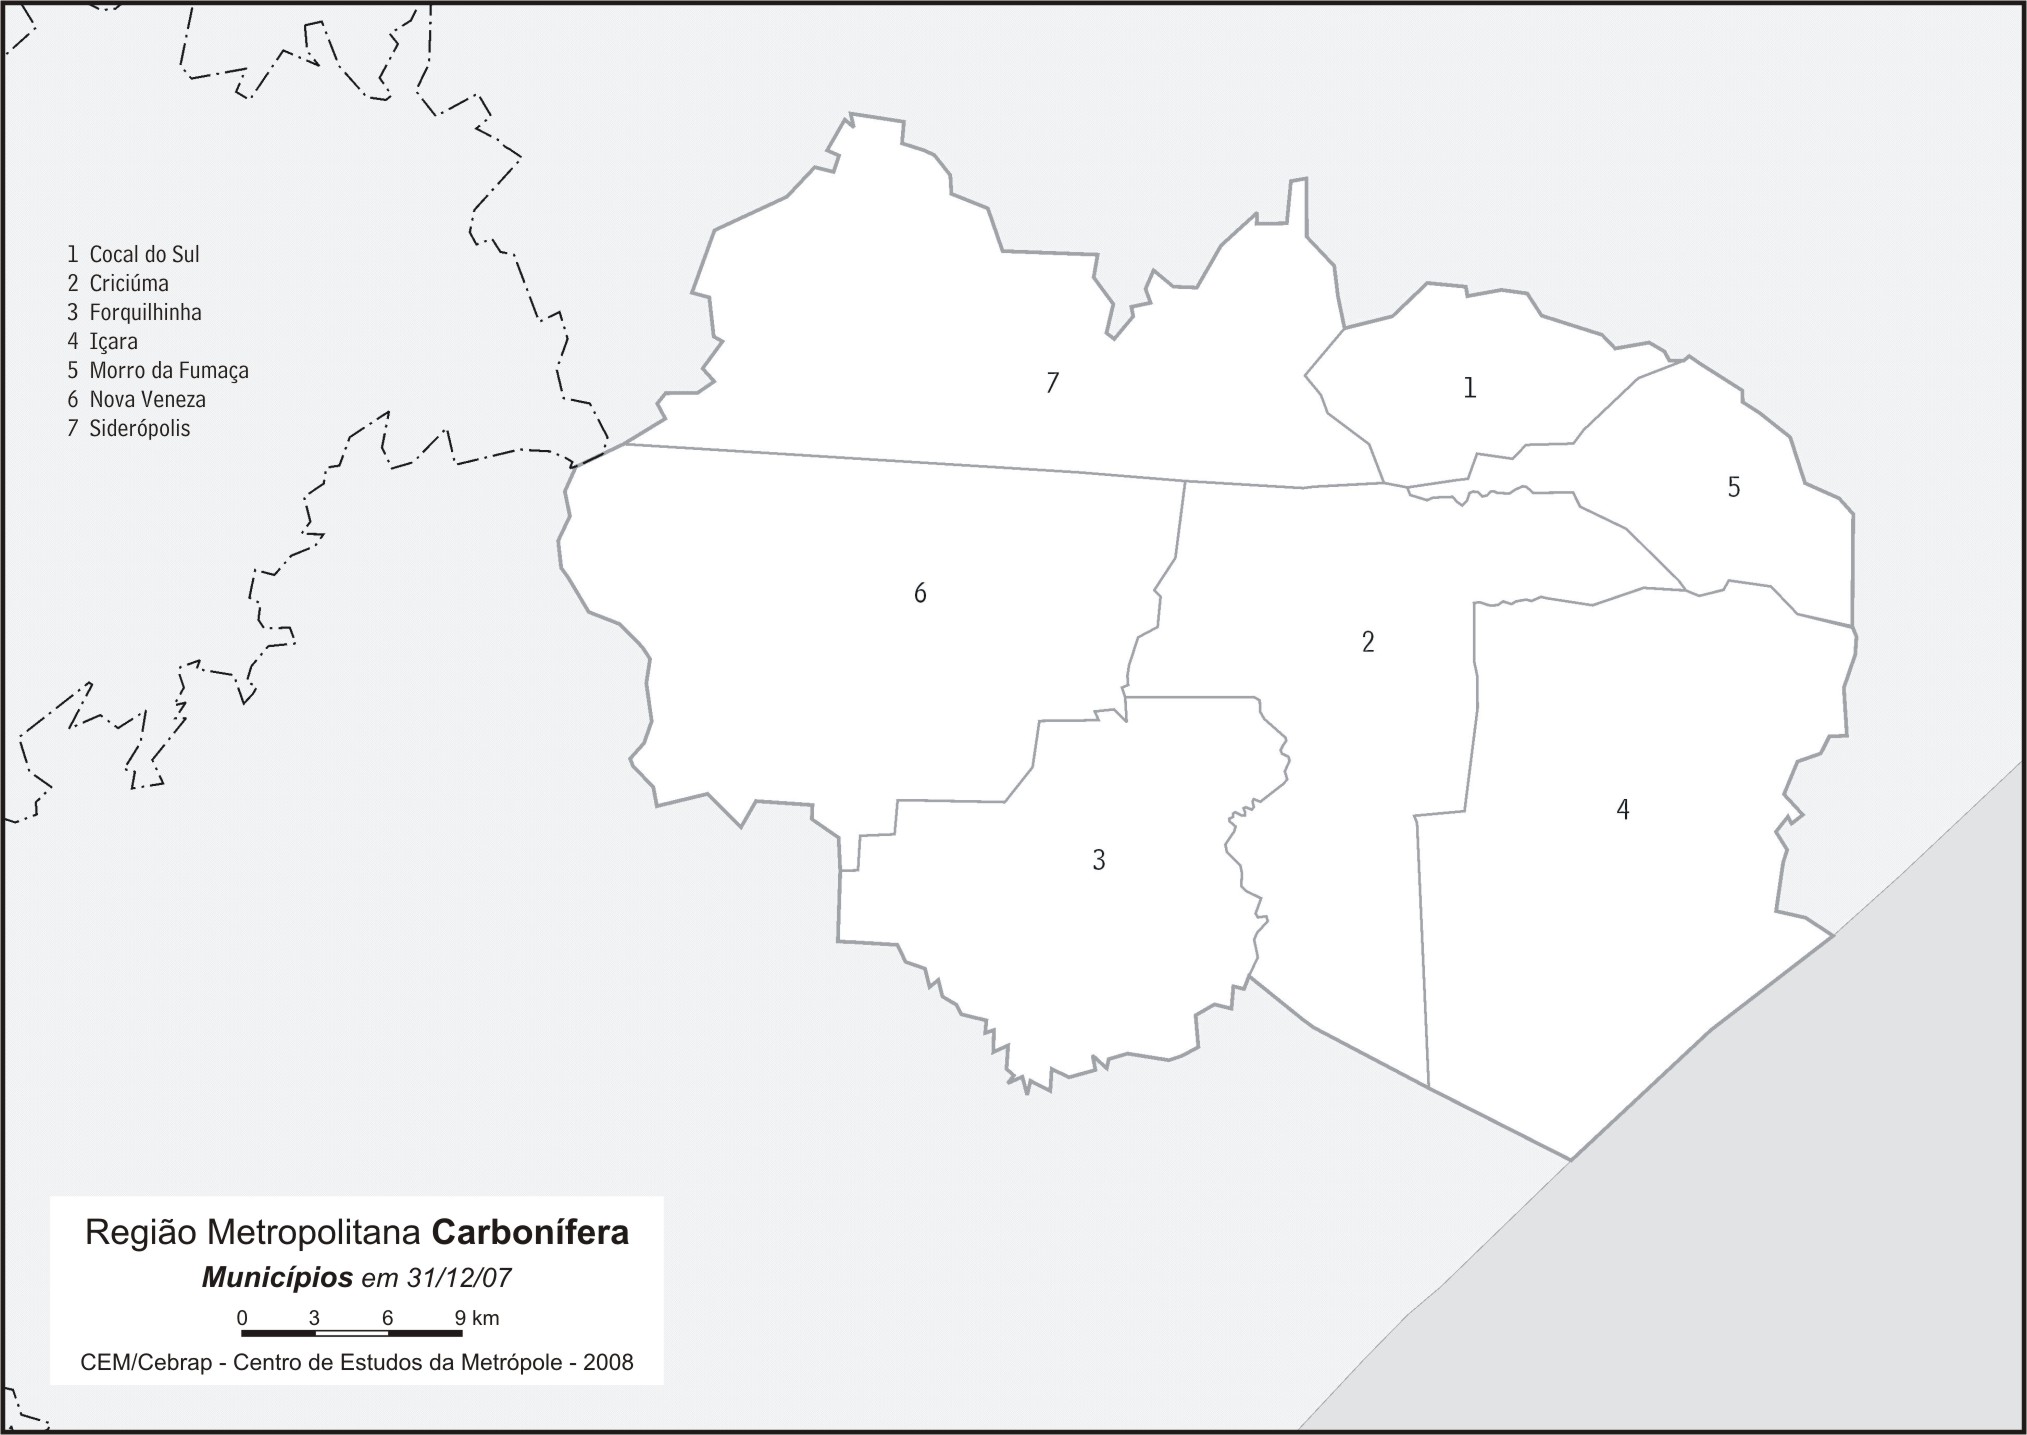 1 Cocal do Sul
2 Criciúma
3 Forquilhinha
4 Içara
5 Morro da Fumaça
6 Nova Veneza
7 Siderópolis
7
1
5
6
2
4
3
Região Metropolitana Carbonífera
Municípios em 31/12/07
0 3 6 9 km
CEM/Cebrap - Centro de Estudos da Metrópole - 2008